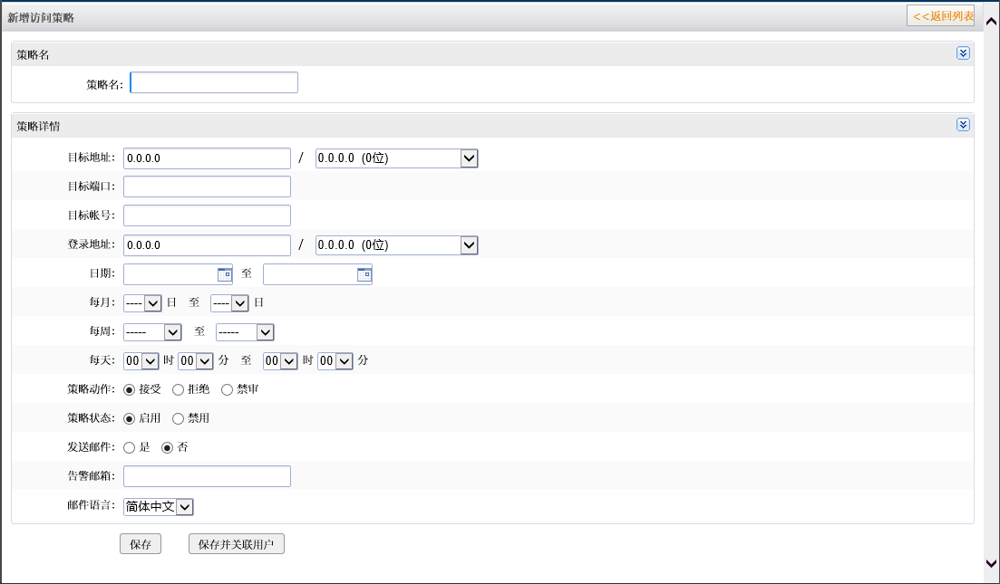 新增访问策略 <<返回列表
策略名
策略名:
策略详情
目标地址: 0.0.0.0 / 0.0.0.0 (0位)
目标端口:
目标帐号:
登录地址: 0.0.0.0 / 0.0.0.0 (0位)
日期: 至
每月: ---- 日 至 ---- 日
每周: ----- 至 -----
每天: 00 时 00 分 至 00 时 00 分
策略动作: 接受 拒绝 禁审
策略状态: 启用 禁用
发送邮件: 是 否
告警邮箱:
邮件语言: 简体中文
保存 保存并关联用户